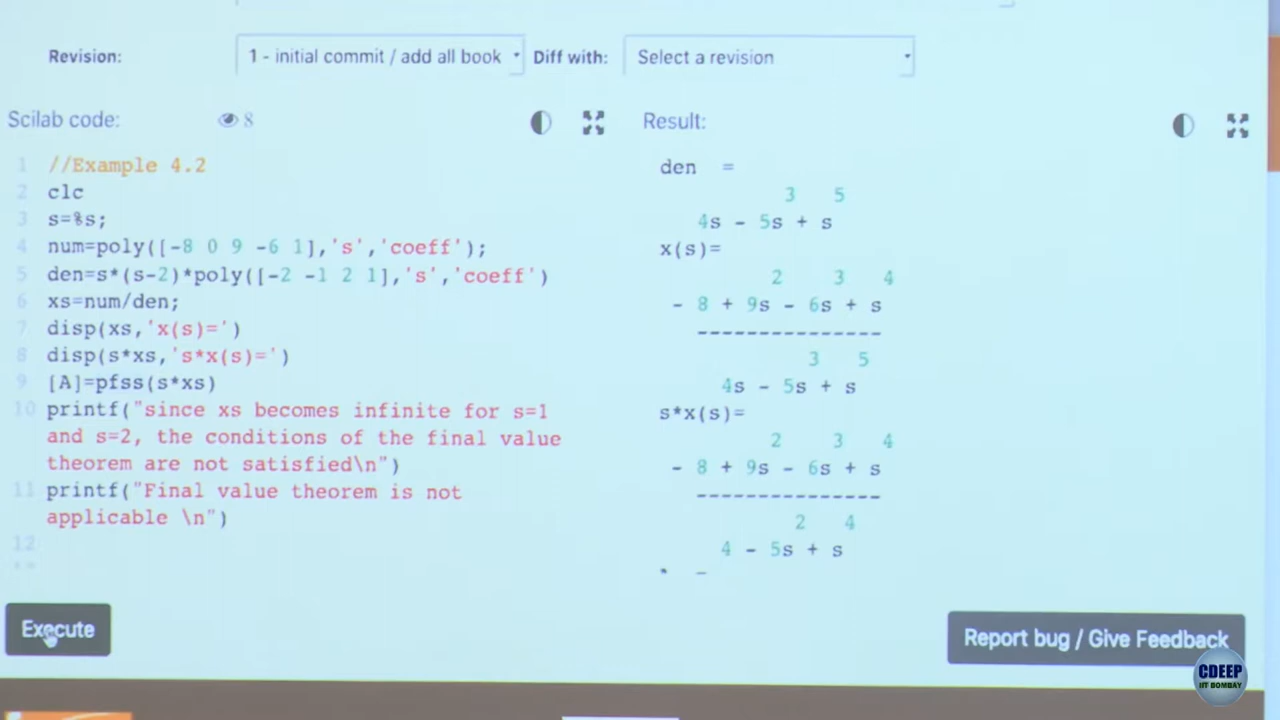 Revision: 1 - initial commit / add all book Diff with: Select a revision
Scilab code: 8 Result:
1 //Example 4.2
2 clc
3 s=%s;
4 num=poly([-8 0 9 -6 1],'s','coeff');
5 den=s*(s-2)*poly([-2 -1 2 1],'s','coeff')
6 xs=num/den;
7 disp(xs,'x(s)=')
8 disp(s*xs,'s*x(s)=')
9 [A]=pfss(s*xs)
10 printf("since xs becomes infinite for s=1
and s=2, the conditions of the final value
theorem are not satisfied\n")
11 printf("Final value theorem is not
applicable \n")
12
den =
3 5
4s - 5s + s
x(s)=
2 3 4
- 8 + 9s - 6s + s
---------------
3 5
4s - 5s + s
s*x(s)=
2 3 4
- 8 + 9s - 6s + s
---------------
2 4
4 - 5s + s
Execute
Report bug / Give Feedback
CDEEP
IIT BOMBAY